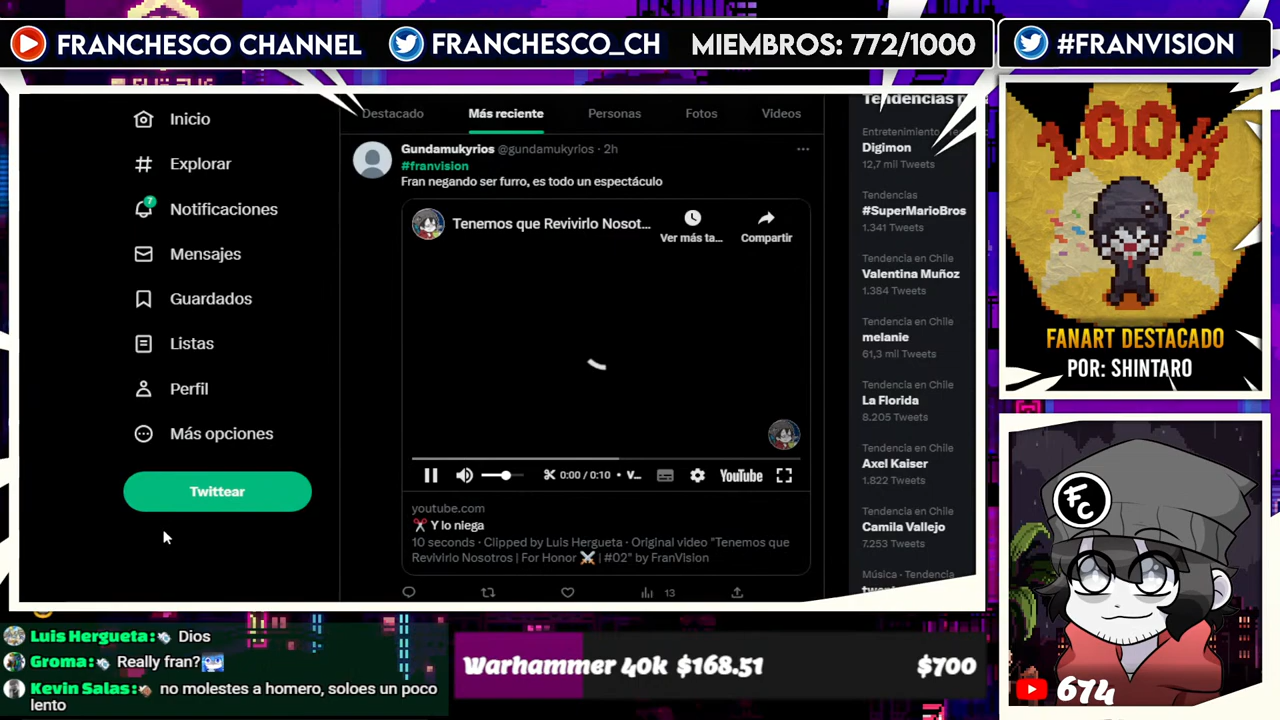 FRANCHESCO CHANNEL
FRANCHESCO_CH
MIEMBROS: 772/1000
#FRANVISION
Inicio
Explorar
7
Notificaciones
Mensajes
Guardados
Listas
Perfil
Más opciones
Twittear
Destacado
Más reciente
Personas
Fotos
Videos
Gundamukyrios @gundamukyrios · 2h
#franvision
Fran negando ser furro, es todo un espectáculo
Tenemos que Revivirlo Nosot...
Ver más ta...
Compartir
0:00 / 0:10 • V...
YouTube
youtube.com
✂️ Y lo niega
10 seconds · Clipped by Luis Hergueta · Original video "Tenemos que
Revivirlo Nosotros | For Honor ⚔️ | #02" by FranVision
13
Tendencias
Entretenimiento
Digimon
12,7 mil Tweets
Tendencias
#SuperMarioBros
1.341 Tweets
Tendencia en Chile
Valentina Muñoz
1.384 Tweets
Tendencia en Chile
melanie
61,3 mil Tweets
Tendencia en Chile
La Florida
8.205 Tweets
Tendencia en Chile
Axel Kaiser
1.822 Tweets
Tendencia en Chile
Camila Vallejo
7.253 Tweets
Música · Tendencia
100K
FANART DESTACADO
POR: SHINTARO
FC
674
Luis Hergueta: Dios
Groma: Really fran?
Kevin Salas: no molestes a homero, soloes un poco
lento
Warhammer 40k $168.51
$700